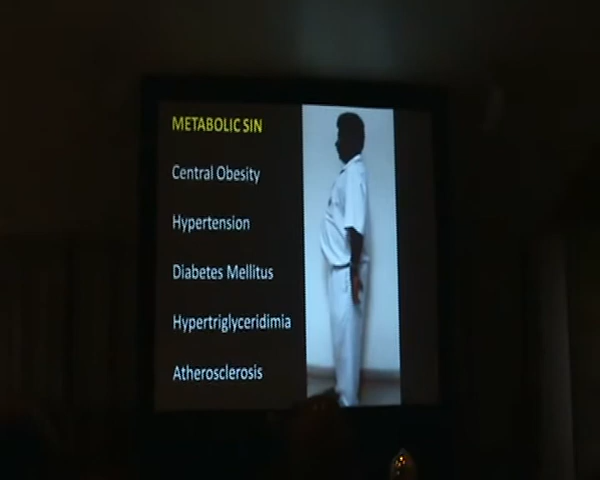 METABOLIC SIN
Central Obesity
Hypertension
Diabetes Mellitus
Hypertriglyceridimia
Atherosclerosis